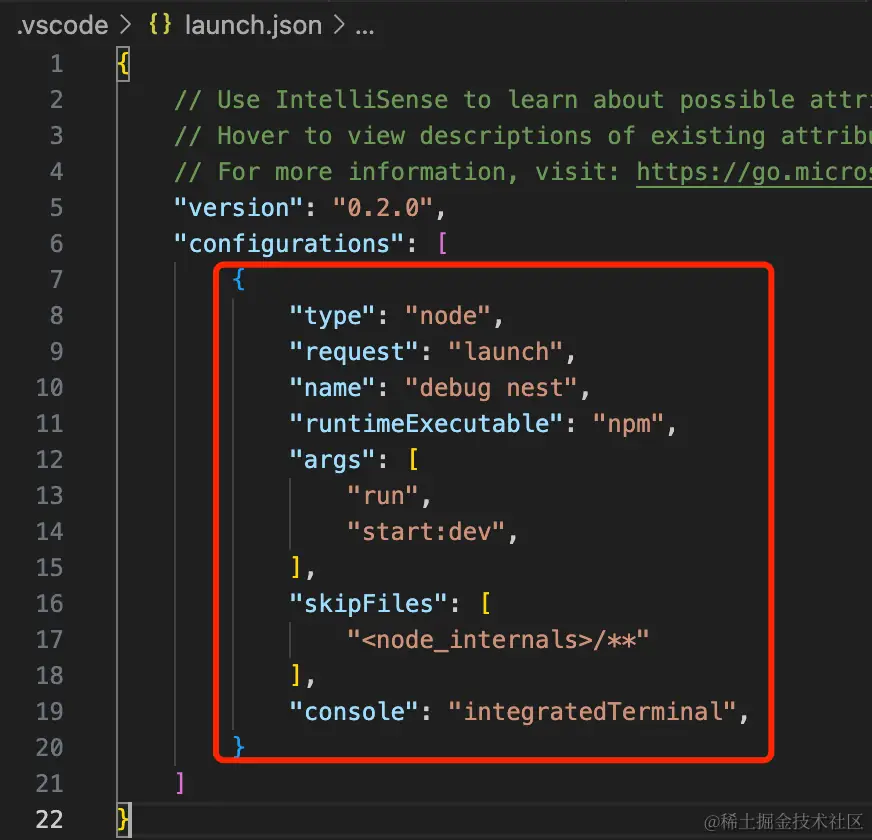 .vscode > {} launch.json > ...
1 {
2 // Use IntelliSense to learn about possible
3 // Hover to view descriptions of existing
4 // For more information, visit: https://go.micros
5 "version": "0.2.0",
6 "configurations": [
7 {
8 "type": "node",
9 "request": "launch",
10 "name": "debug nest",
11 "runtimeExecutable": "npm",
12 "args": [
13 "run",
14 "start:dev",
15 ],
16 "skipFiles": [
17 "<node_internals>/**"
18 ],
19 "console": "integratedTerminal",
20 }
21 ]
22 }
@稀土掘金技术社区